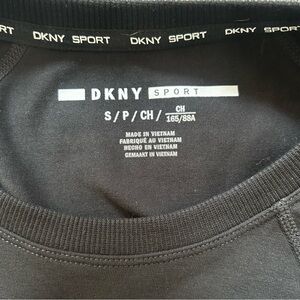 DKNY SPORT DKNY SPORT DKNY SPORT
DKNY SPORT
S / P / CH / CH 165/88A
MADE IN VIETNAM
FABRIQUÉ AU VIETNAM
HECHO EN VIETNAM
GEMAAKT IN VIETNAM